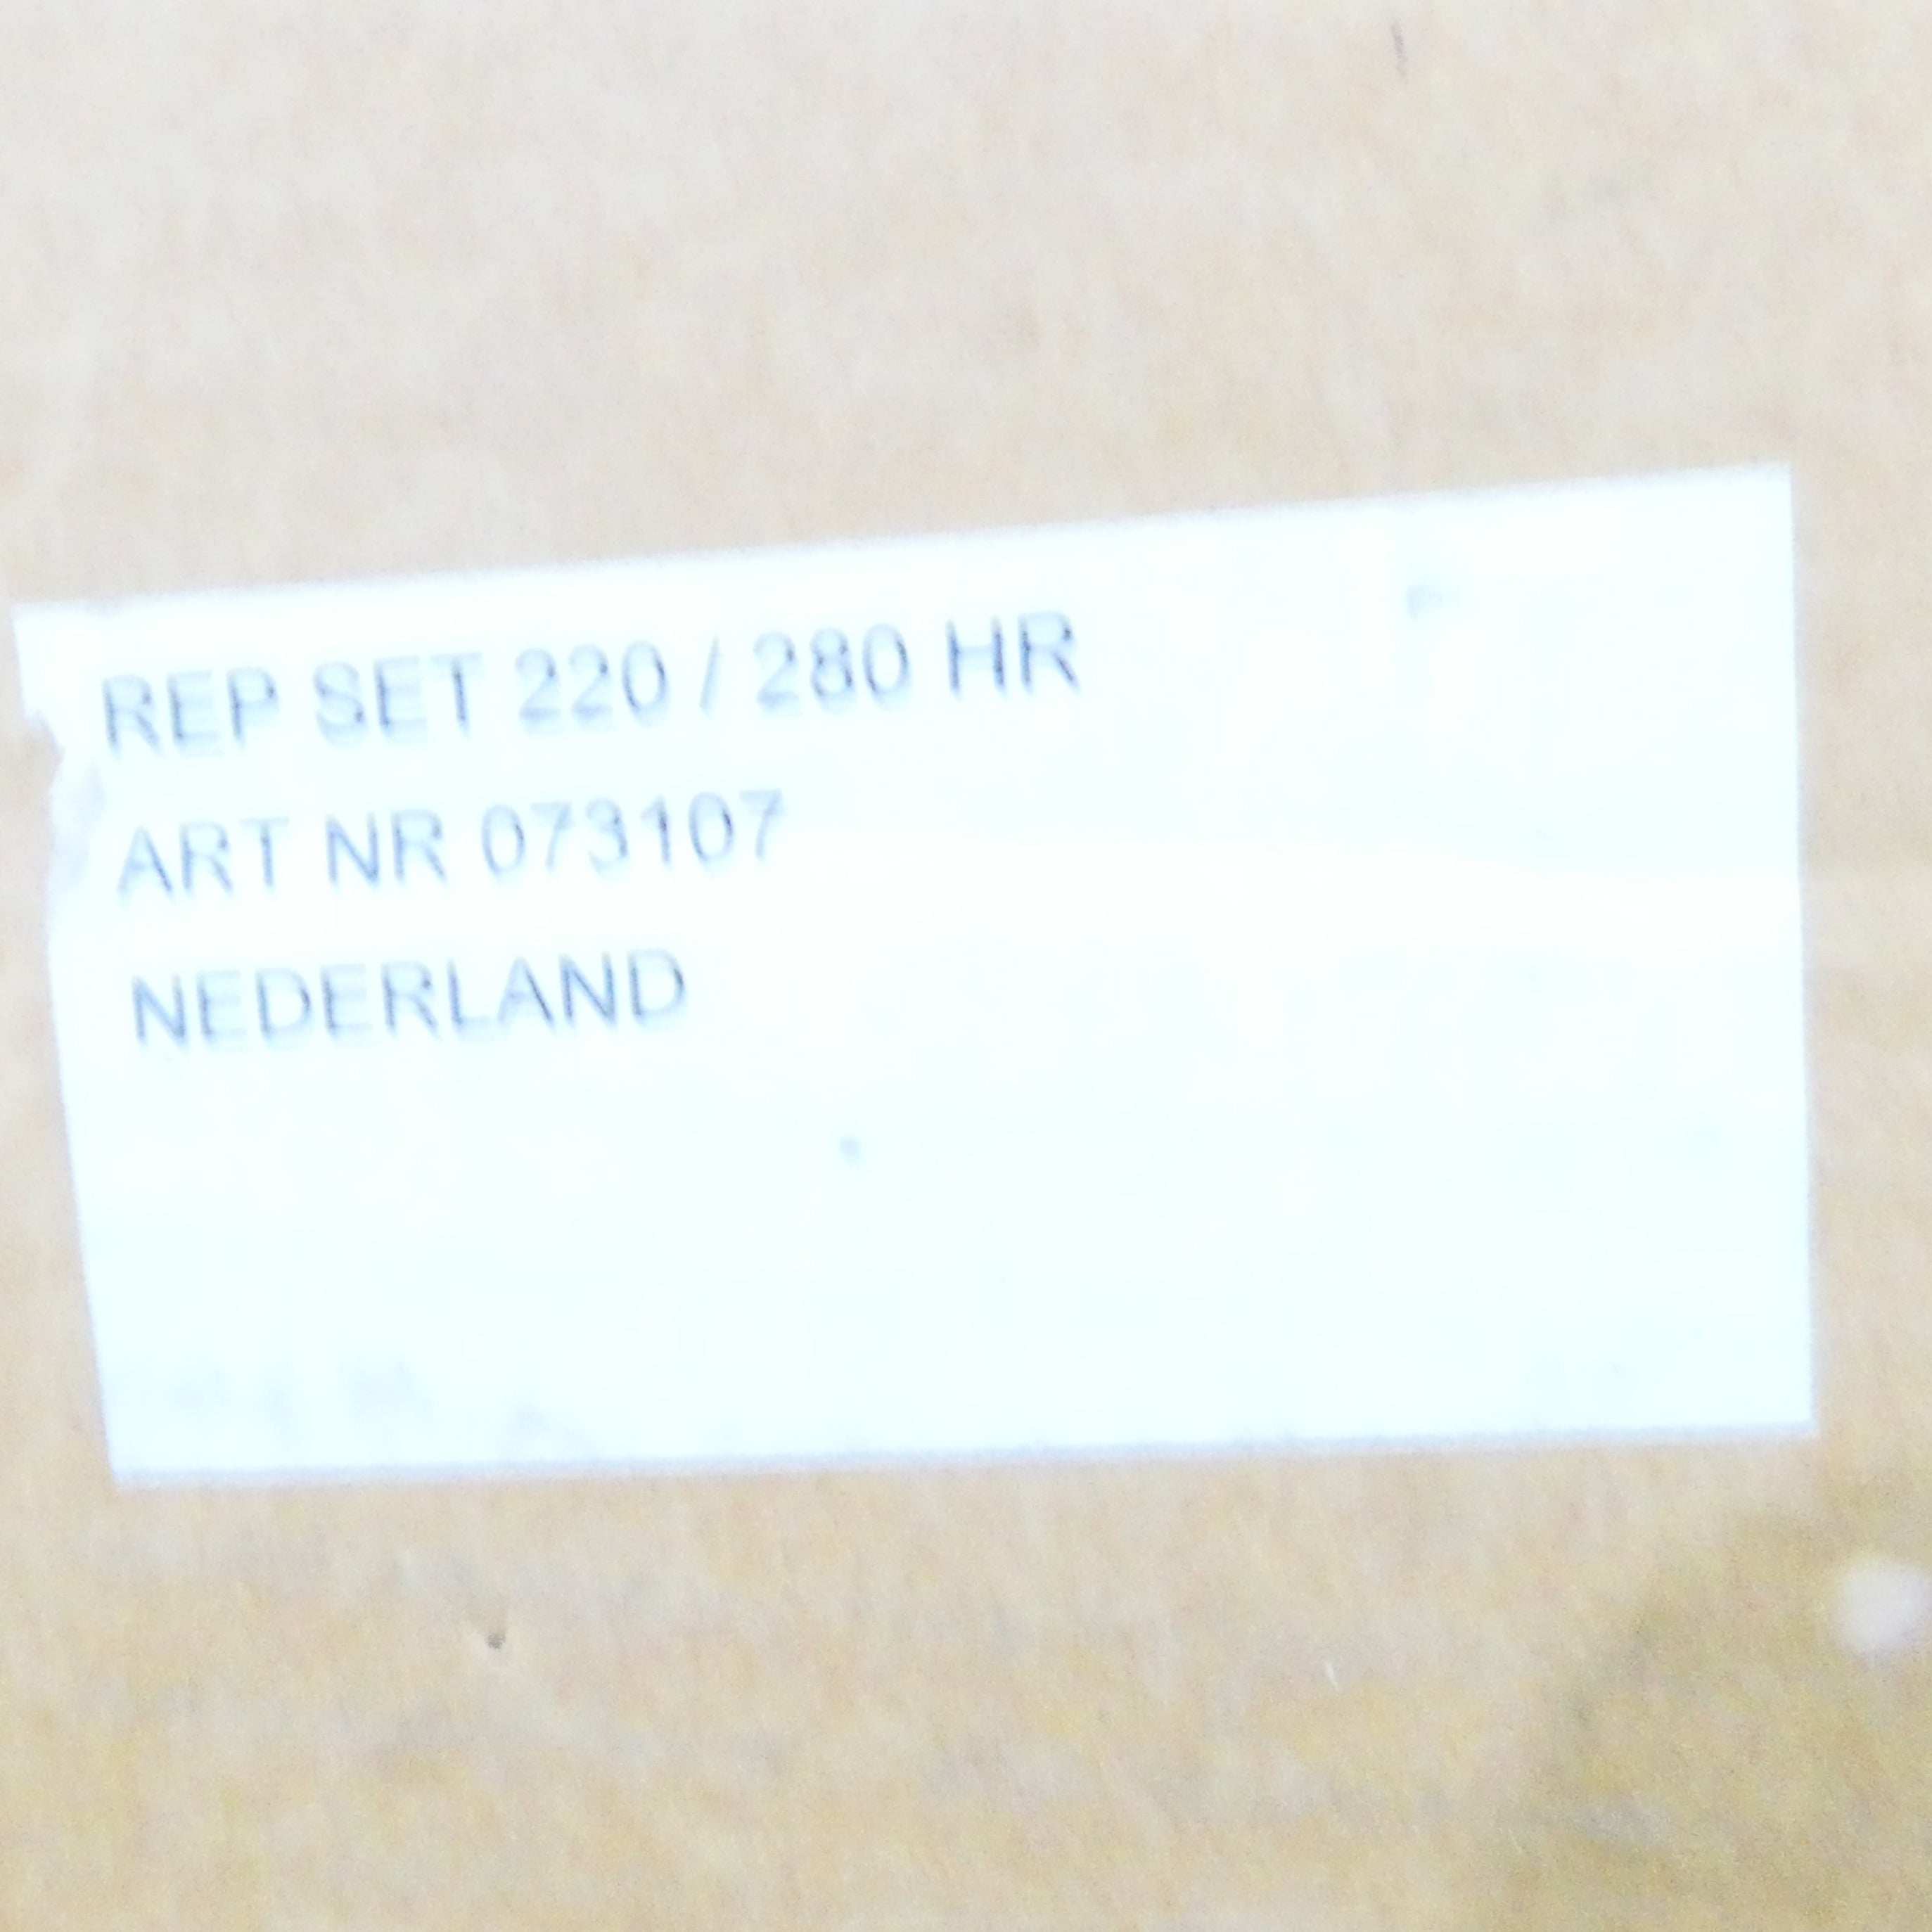 REP SET 220 / 280 HR
ART NR 073107
NEDERLAND